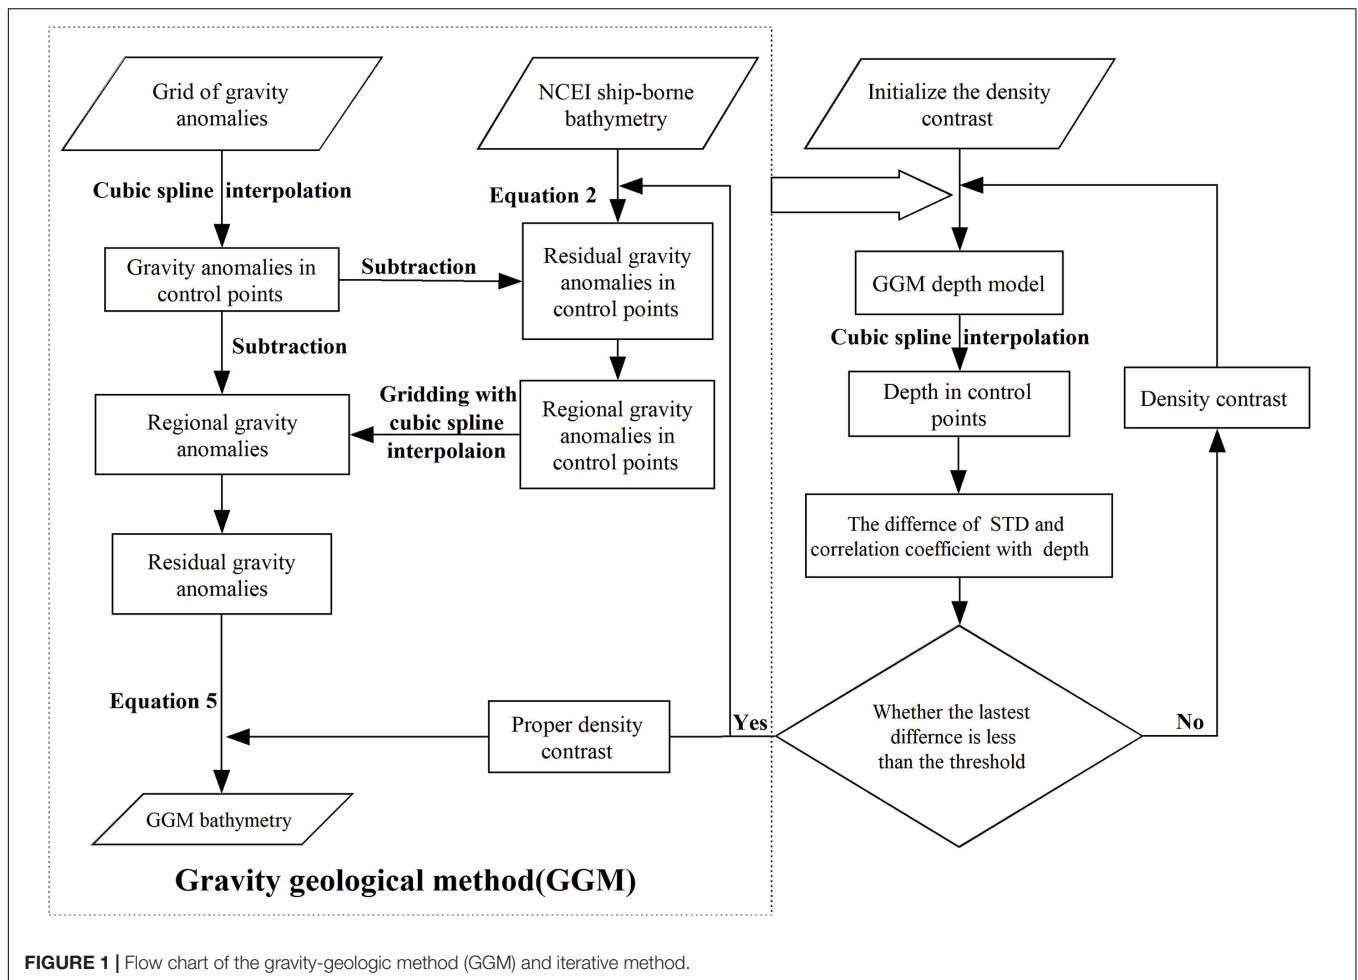 Grid of gravity
anomalies
NCEI ship-borne
bathymetry
Initialize the density
contrast
Cubic spline interpolation
Equation 2
Gravity anomalies in
control points
Subtraction
Residual gravity
anomalies in
control points
GGM depth model
Subtraction
Cubic spline interpolation
Gridding with
cubic spline
interpolaion
Regional gravity
anomalies
Regional gravity
anomalies in
control points
Depth in control
points
Density contrast
Residual gravity
anomalies
The differnce of STD and
correlation coefficient with depth
Equation 5
Proper density
contrast
Yes
Whether the lastest
differnce is less
than the threshold
No
GGM bathymetry
Gravity geological method(GGM)
FIGURE 1 | Flow chart of the gravity-geologic method (GGM) and iterative method.